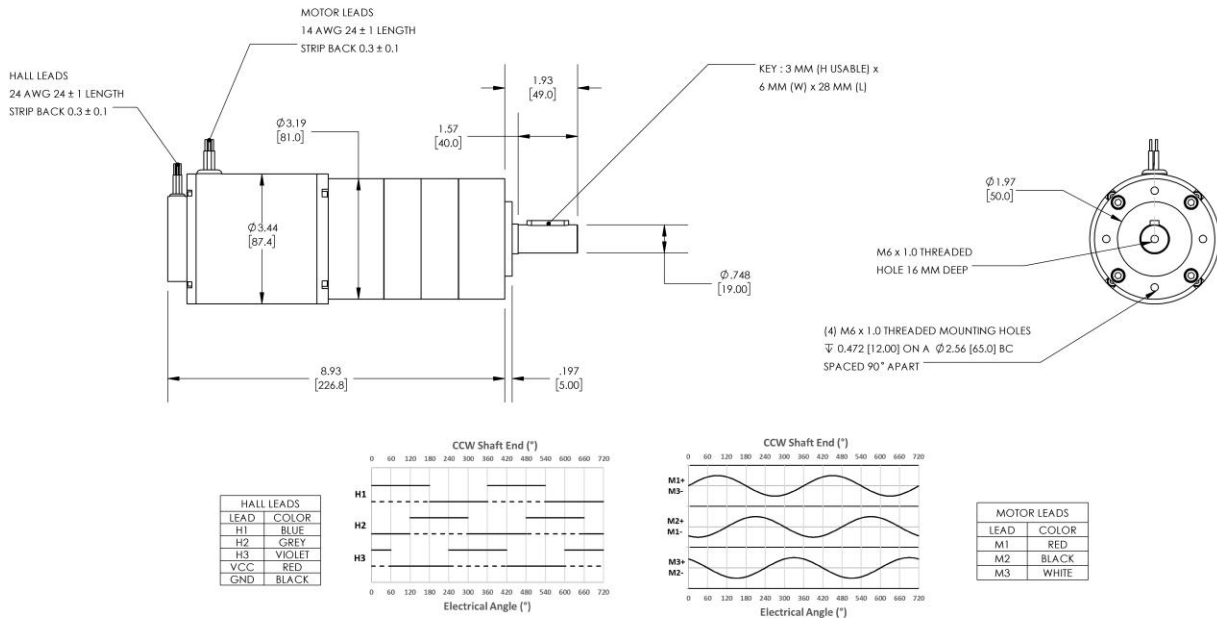 MOTOR LEADS
14 AWG 24 ± 1 LENGTH
STRIP BACK 0.3 ± 0.1
HALL LEADS
24 AWG 24 ± 1 LENGTH
STRIP BACK 0.3 ± 0.1
KEY : 3 MM (H USABLE) x
6 MM (W) x 28 MM (L)
1.93
[49.0]
1.57
[40.0]
Ø3.19
[81.0]
Ø3.44
[87.4]
Ø.748
[19.00]
8.93
[226.8]
.197
[5.00]
Ø1.97
[50.0]
M6 x 1.0 THREADED
HOLE 16 MM DEEP
(4) M6 x 1.0 THREADED MOUNTING HOLES
↧ 0.472 [12.00] ON A Ø2.56 [65.0] BC
SPACED 90° APART
HALL LEADS
LEAD COLOR
H1 BLUE
H2 GREY
H3 VIOLET
VCC RED
GND BLACK
CCW Shaft End (°)
0 60 120 180 240 300 360 420 480 540 600 660 720
H1
H2
H3
0 60 120 180 240 300 360 420 480 540 600 660 720
Electrical Angle (°)
CCW Shaft End (°)
0 60 120 180 240 300 360 420 480 540 600 660 720
M1+
M3-
M2+
M1-
M3+
M2-
0 60 120 180 240 300 360 420 480 540 600 660 720
Electrical Angle (°)
MOTOR LEADS
LEAD COLOR
M1 RED
M2 BLACK
M3 WHITE